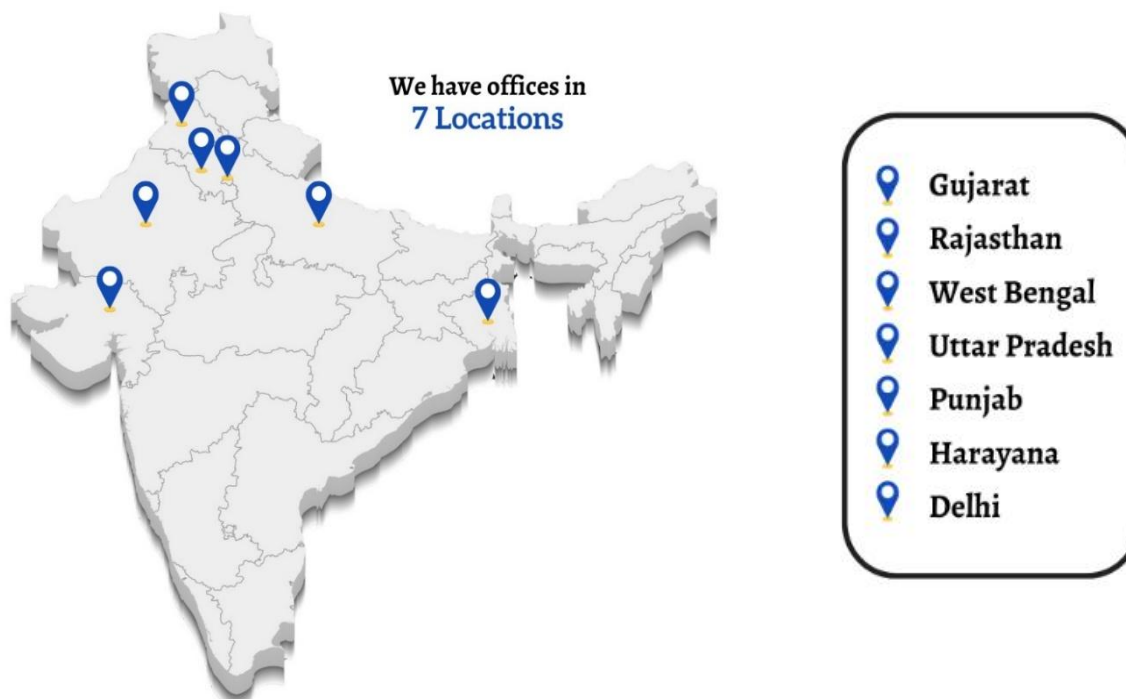 We have offices in
7 Locations
Gujarat
Rajasthan
West Bengal
Uttar Pradesh
Punjab
Harayana
Delhi